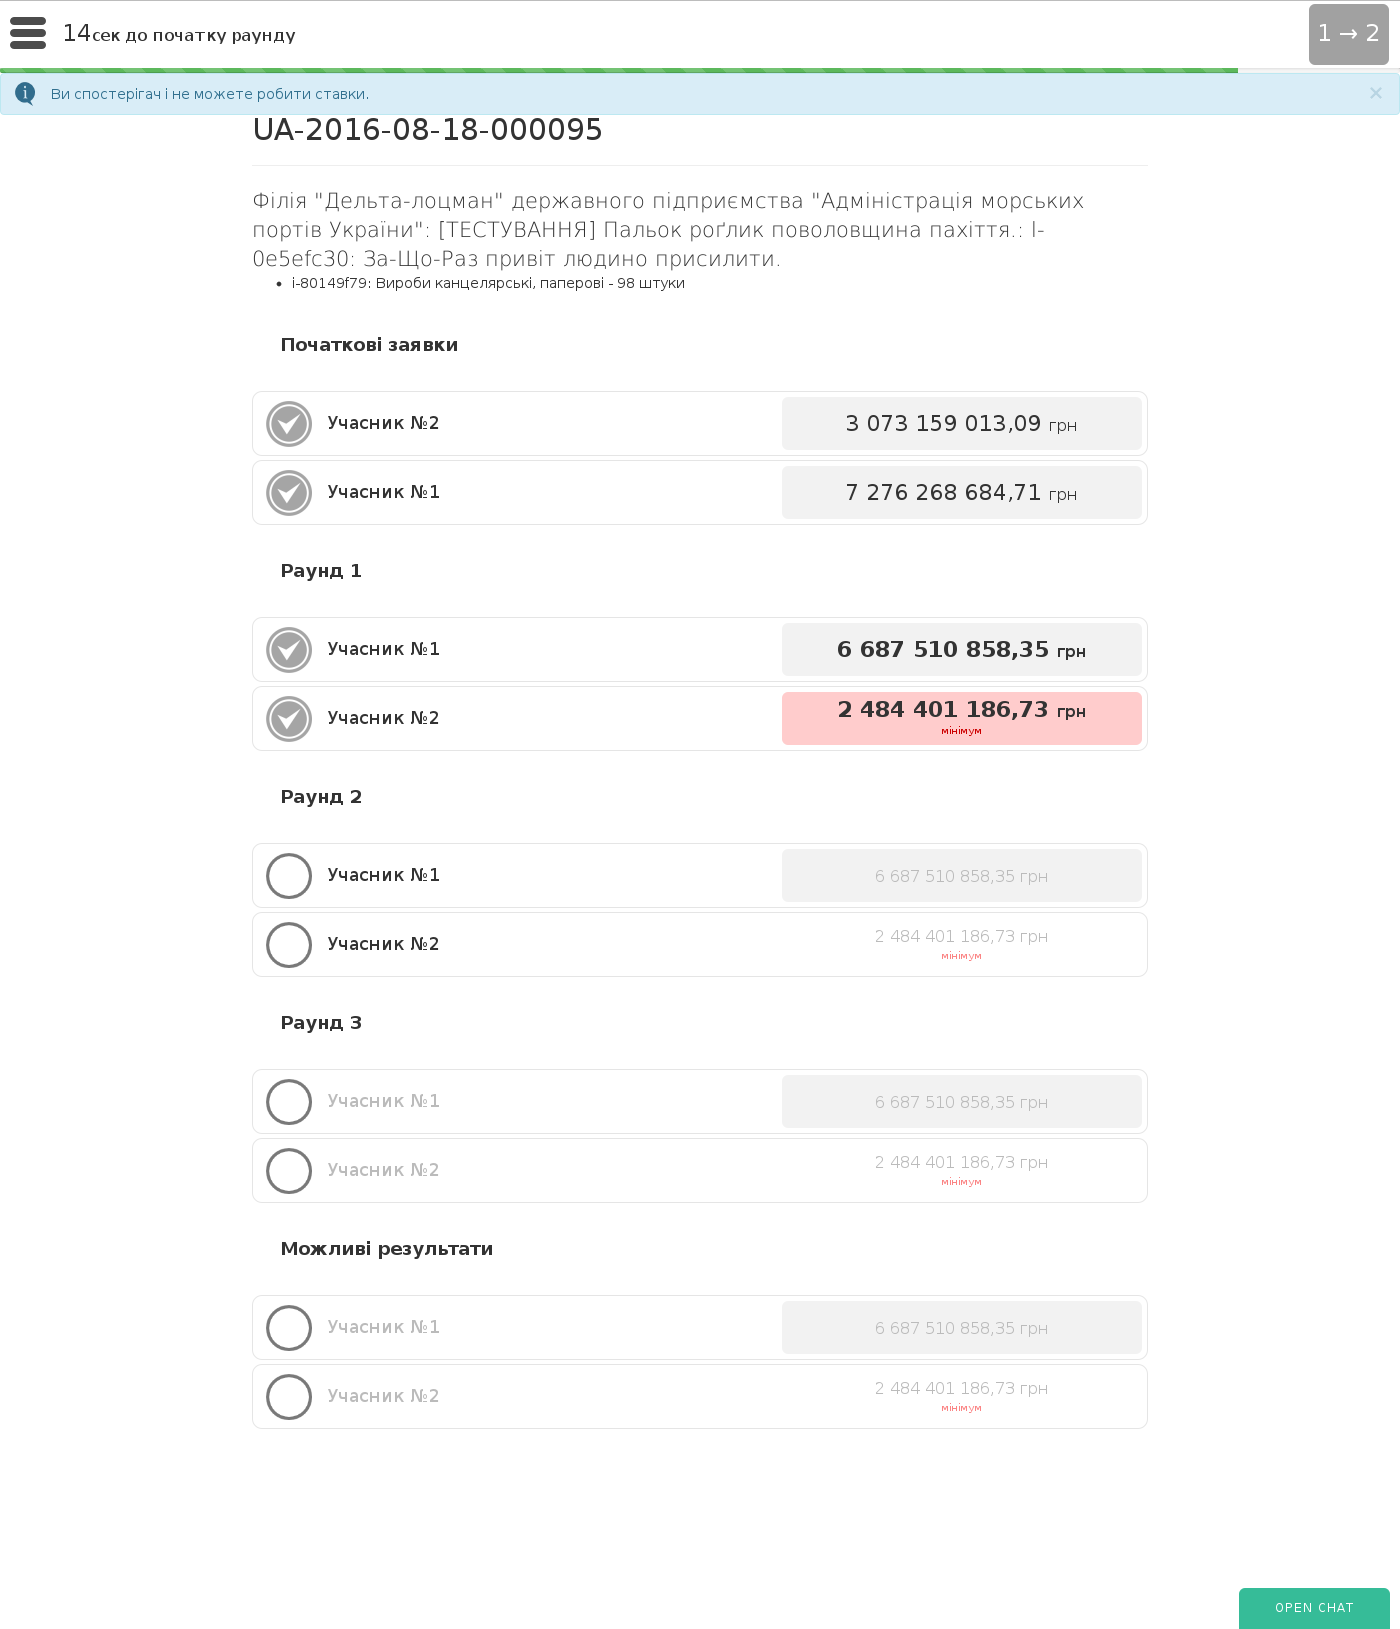 14сек до початку раунду
1 → 2
Ви спостерігач і не можете робити ставки.
×
UA-2016-08-18-000095
Філія "Дельта-лоцман" державного підприємства "Адміністрація морських
портів України": [ТЕСТУВАННЯ] Пальок роґлик поволовщина пахіття.: I-
0e5efc30: За-Що-Раз привіт людино присилити.
• i-80149f79: Вироби канцелярські, паперові - 98 штуки
Початкові заявки
Учасник №2 3 073 159 013,09 грн
Учасник №1 7 276 268 684,71 грн
Раунд 1
Учасник №1 6 687 510 858,35 грн
Учасник №2 2 484 401 186,73 грн
мінімум
Раунд 2
Учасник №1 6 687 510 858,35 грн
Учасник №2 2 484 401 186,73 грн
мінімум
Раунд 3
Учасник №1 6 687 510 858,35 грн
Учасник №2 2 484 401 186,73 грн
мінімум
Можливі результати
Учасник №1 6 687 510 858,35 грн
Учасник №2 2 484 401 186,73 грн
мінімум
OPEN CHAT